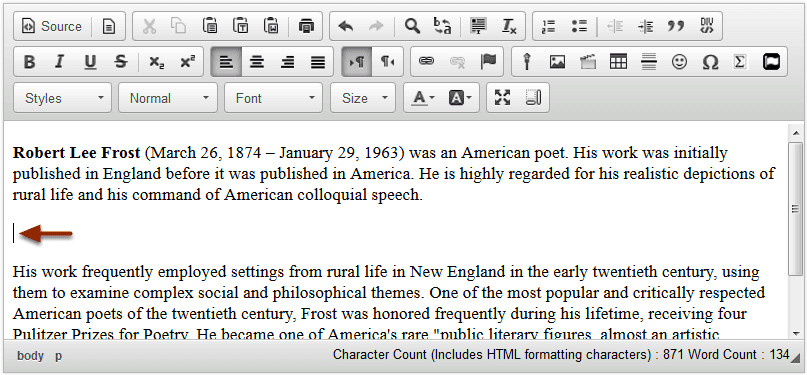 Source
B I U S x₂ x² ¶ ¶ Ω Σ
Styles Normal Font Size A A
Robert Lee Frost (March 26, 1874 – January 29, 1963) was an American poet. His work was initially
published in England before it was published in America. He is highly regarded for his realistic depictions of
rural life and his command of American colloquial speech.
His work frequently employed settings from rural life in New England in the early twentieth century, using
them to examine complex social and philosophical themes. One of the most popular and critically respected
American poets of the twentieth century, Frost was honored frequently during his lifetime, receiving four
Pulitzer Prizes for Poetry. He became one of America's rare "public literary figures, almost an artistic
body p Character Count (Includes HTML formatting characters) : 871 Word Count : 134